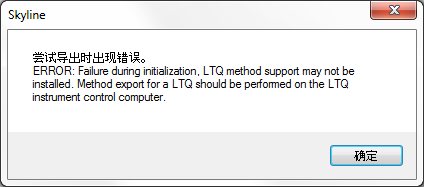 Skyline
尝试导出时出现错误。
ERROR: Failure during initialization, LTQ method support may not be
installed. Method export for a LTQ should be performed on the LTQ
instrument control computer.
确定